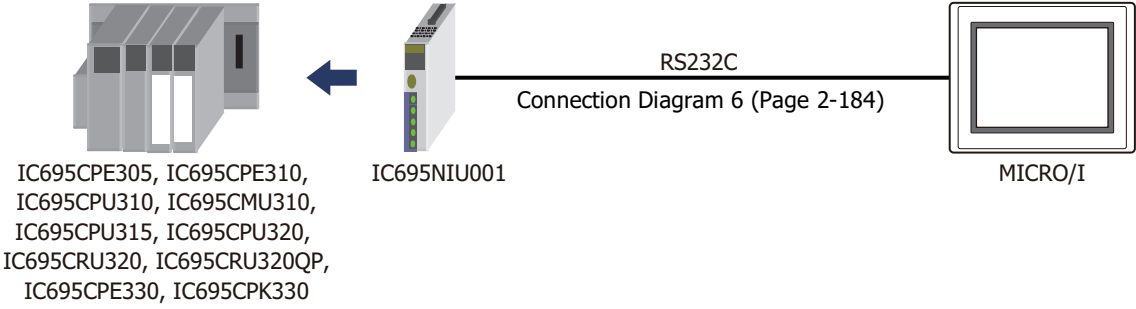 RS232C
Connection Diagram 6 (Page 2-184)
IC695CPE305, IC695CPE310,
IC695CPU310, IC695CMU310,
IC695CPU315, IC695CPU320,
IC695CRU320, IC695CRU320QP,
IC695CPE330, IC695CPK330
IC695NIU001
MICRO/I